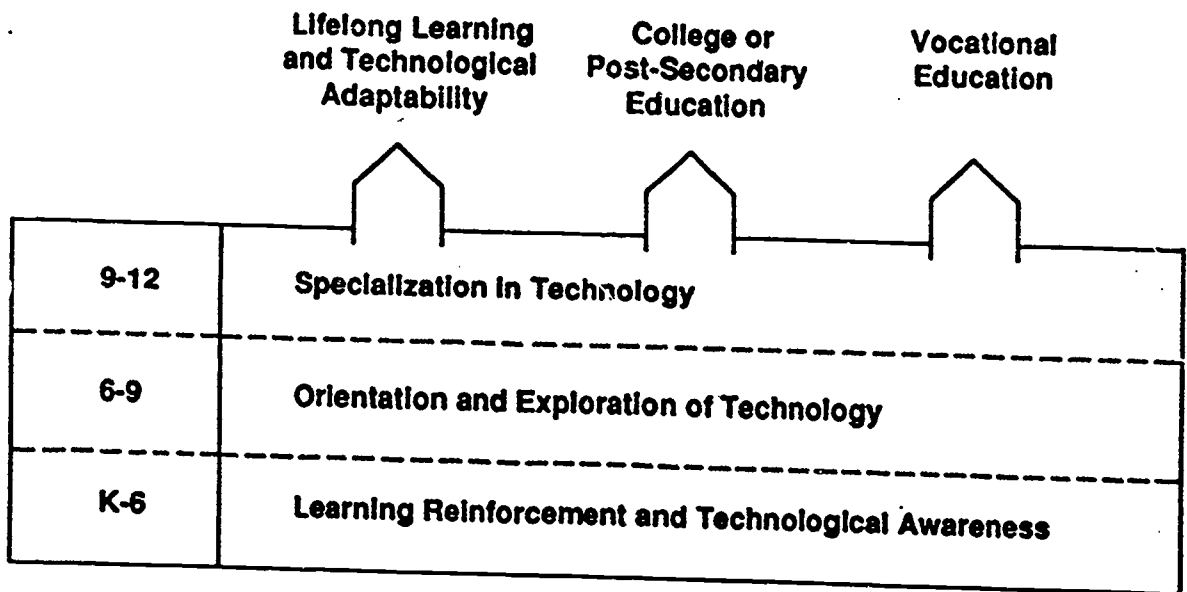 Lifelong Learning
and Technological
Adaptability
College or
Post-Secondary
Education
Vocational
Education
9-12
Specialization in Technology
6-9
Orientation and Exploration of Technology
K-6
Learning Reinforcement and Technological Awareness